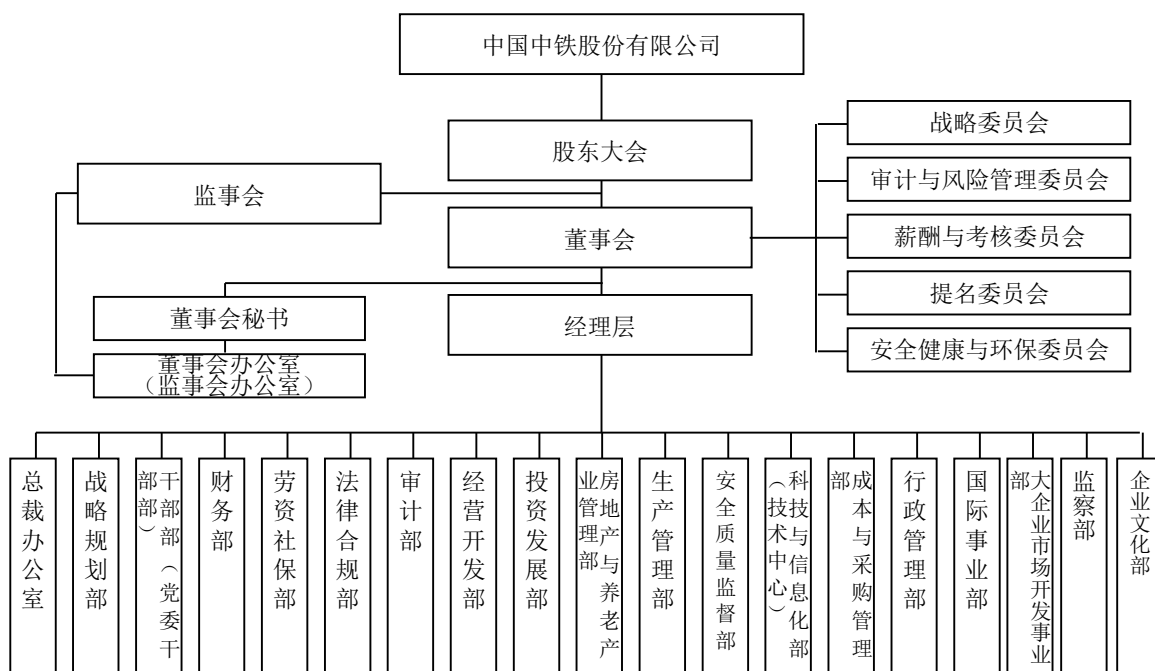 中国中铁股份有限公司
股东大会
战略委员会
审计与风险管理委员会
监事会
薪酬与考核委员会
董事会
提名委员会
董事会秘书
经理层
安全健康与环保委员会
董事会办公室
（监事会办公室）
总裁办公室
战略规划部
干部部（党委干
部部）
财务部
劳资社保部
法律合规部
审计部
经营开发部
投资发展部
房地产与养老产
业管理部
生产管理部
安全质量监督部
科技与信息化部
（技术中心）
成本与采购管理
部
行政管理部
国际事业部
大企业市场开发事业
部
监察部
企业文化部